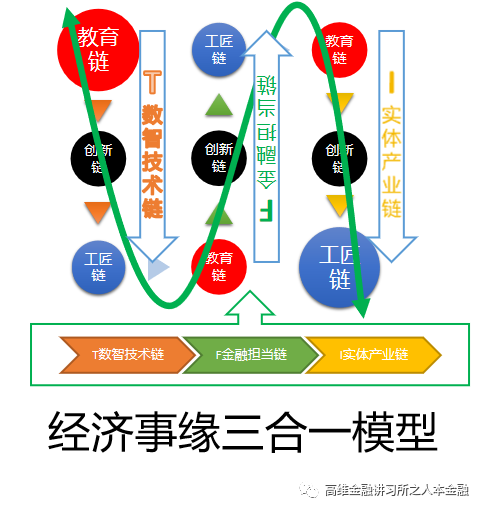 教育
链
创新
链
工匠
链
T数智技术链
工匠
链
创新
链
教育
链
F金融担当链
教育
链
创新
链
工匠
链
I实体产业链
T数智技术链
F金融担当链
I实体产业链
经济事缘三合一模型
高维金融讲习所之人本金融